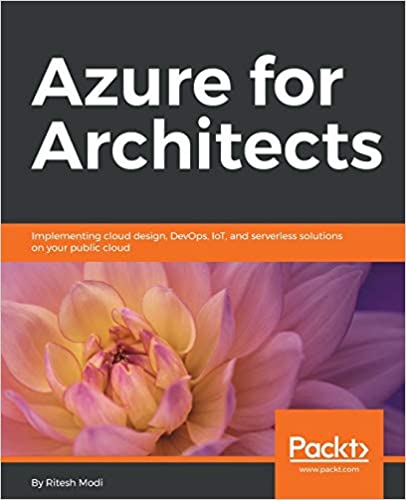 Azure for
Architects
Implementing cloud design, DevOps, IoT, and serverless solutions
on your public cloud
Packt>
www.packt.com
By Ritesh Modi